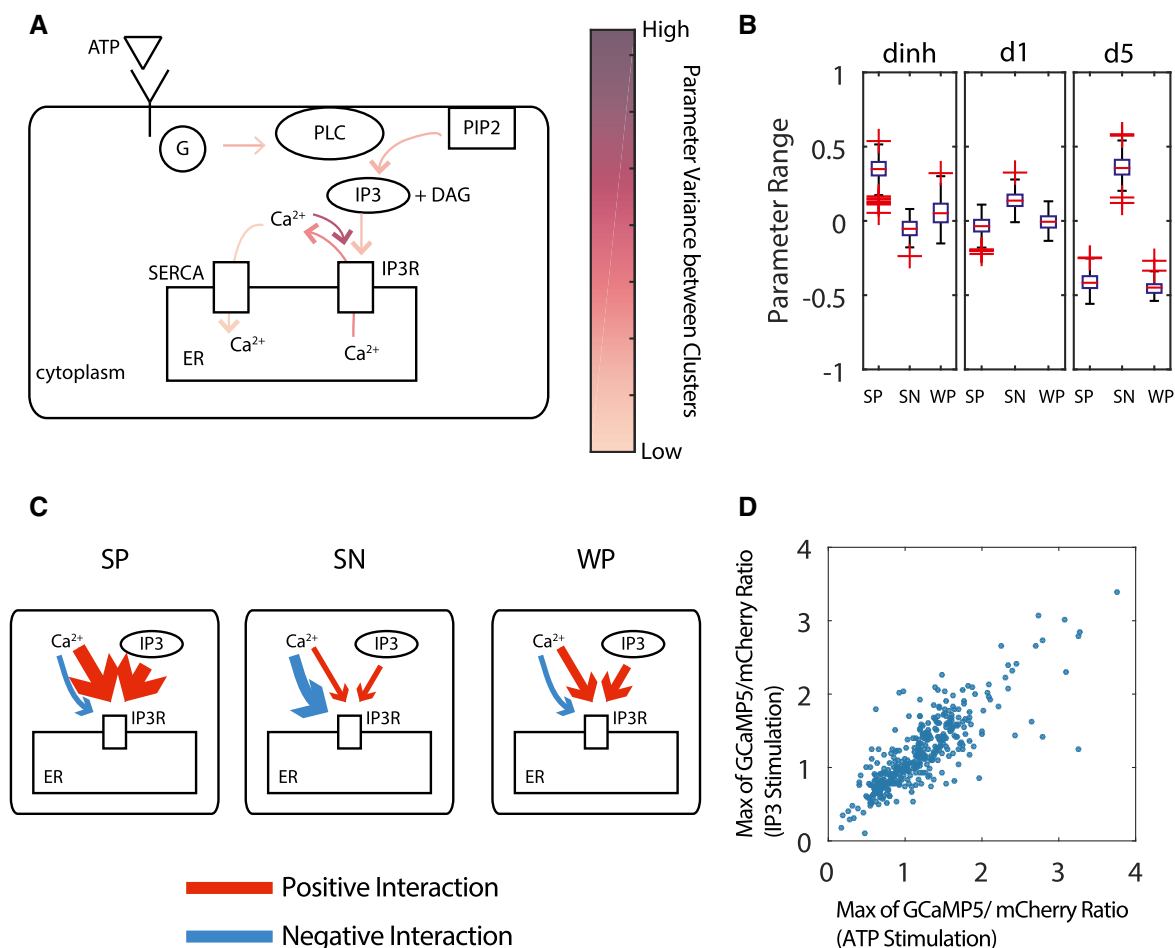 A
ATP
G
PLC
PIP2
IP3
+ DAG
Ca2+
SERCA
IP3R
Ca2+
ER
Ca2+
cytoplasm
High
Parameter Variance between Clusters
Low
B
dinh
d1
d5
Parameter Range
1
0.5
0
-0.5
-1
SP
SN
WP
SP
SN
WP
SP
SN
WP
C
SP
SN
WP
Ca2+
IP3
IP3R
ER
Ca2+
IP3
IP3R
ER
Ca2+
IP3
IP3R
ER
Positive Interaction
Negative Interaction
D
Max of GCaMP5/mCherry Ratio
(IP3 Stimulation)
4
3
2
1
0
0
1
2
3
4
Max of GCaMP5/ mCherry Ratio
(ATP Stimulation)